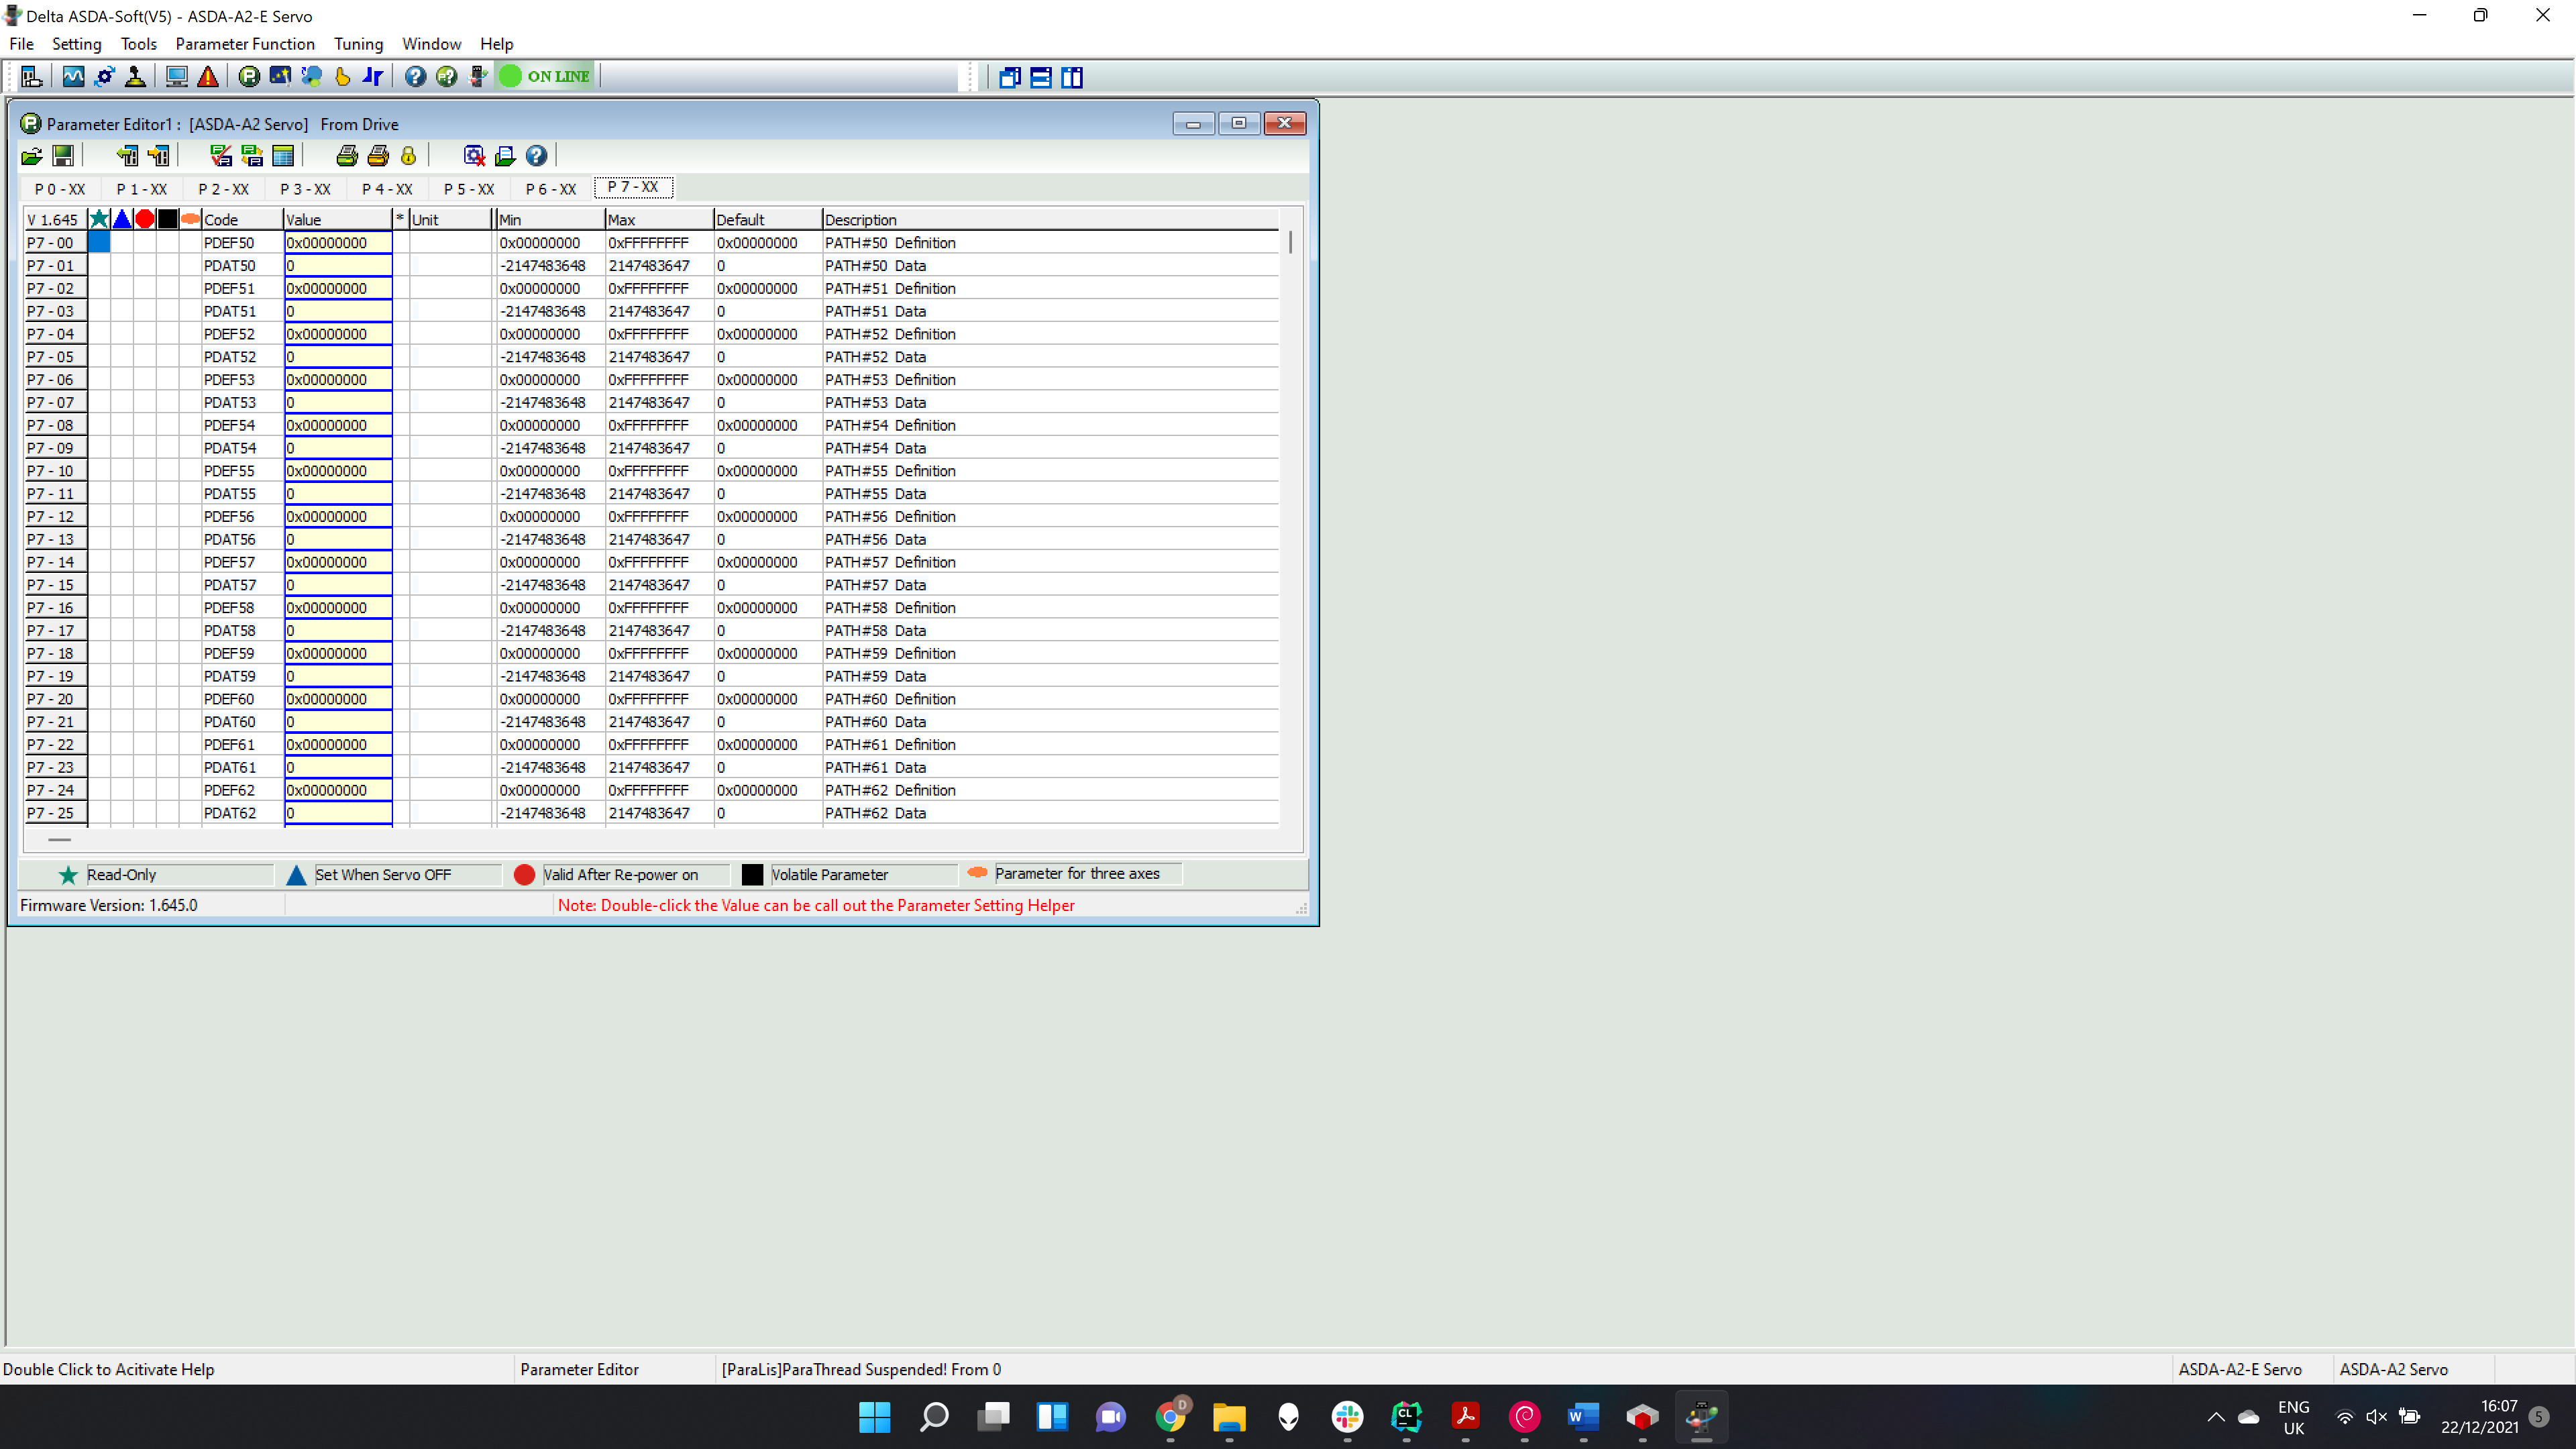 Delta ASDA-Soft(V5) - ASDA-A2-E Servo
File Setting Tools Parameter Function Tuning Window Help
ON LINE
Parameter Editor1 : [ASDA-A2 Servo] From Drive
P 0 - XX P 1 - XX P 2 - XX P 3 - XX P 4 - XX P 5 - XX P 6 - XX P 7 - XX
V 1.645 Code Value * Unit Min Max Default Description
P7 - 00 PDEF50 0x00000000 0x00000000 0xFFFFFFFF 0x00000000 PATH#50 Definition
P7 - 01 PDAT50 0 -2147483648 2147483647 0 PATH#50 Data
P7 - 02 PDEF51 0x00000000 0x00000000 0xFFFFFFFF 0x00000000 PATH#51 Definition
P7 - 03 PDAT51 0 -2147483648 2147483647 0 PATH#51 Data
P7 - 04 PDEF52 0x00000000 0x00000000 0xFFFFFFFF 0x00000000 PATH#52 Definition
P7 - 05 PDAT52 0 -2147483648 2147483647 0 PATH#52 Data
P7 - 06 PDEF53 0x00000000 0x00000000 0xFFFFFFFF 0x00000000 PATH#53 Definition
P7 - 07 PDAT53 0 -2147483648 2147483647 0 PATH#53 Data
P7 - 08 PDEF54 0x00000000 0x00000000 0xFFFFFFFF 0x00000000 PATH#54 Definition
P7 - 09 PDAT54 0 -2147483648 2147483647 0 PATH#54 Data
P7 - 10 PDEF55 0x00000000 0x00000000 0xFFFFFFFF 0x00000000 PATH#55 Definition
P7 - 11 PDAT55 0 -2147483648 2147483647 0 PATH#55 Data
P7 - 12 PDEF56 0x00000000 0x00000000 0xFFFFFFFF 0x00000000 PATH#56 Definition
P7 - 13 PDAT56 0 -2147483648 2147483647 0 PATH#56 Data
P7 - 14 PDEF57 0x00000000 0x00000000 0xFFFFFFFF 0x00000000 PATH#57 Definition
P7 - 15 PDAT57 0 -2147483648 2147483647 0 PATH#57 Data
P7 - 16 PDEF58 0x00000000 0x00000000 0xFFFFFFFF 0x00000000 PATH#58 Definition
P7 - 17 PDAT58 0 -2147483648 2147483647 0 PATH#58 Data
P7 - 18 PDEF59 0x00000000 0x00000000 0xFFFFFFFF 0x00000000 PATH#59 Definition
P7 - 19 PDAT59 0 -2147483648 2147483647 0 PATH#59 Data
P7 - 20 PDEF60 0x00000000 0x00000000 0xFFFFFFFF 0x00000000 PATH#60 Definition
P7 - 21 PDAT60 0 -2147483648 2147483647 0 PATH#60 Data
P7 - 22 PDEF61 0x00000000 0x00000000 0xFFFFFFFF 0x00000000 PATH#61 Definition
P7 - 23 PDAT61 0 -2147483648 2147483647 0 PATH#61 Data
P7 - 24 PDEF62 0x00000000 0x00000000 0xFFFFFFFF 0x00000000 PATH#62 Definition
P7 - 25 PDAT62 0 -2147483648 2147483647 0 PATH#62 Data
Read-Only Set When Servo OFF Valid After Re-power on Volatile Parameter Parameter for three axes
Firmware Version: 1.645.0 Note: Double-click the Value can be call out the Parameter Setting Helper
Double Click to Acitivate Help Parameter Editor [ParaLis]ParaThread Suspended! From 0 ASDA-A2-E Servo ASDA-A2 Servo
ENG 16:07
UK 22/12/2021 5